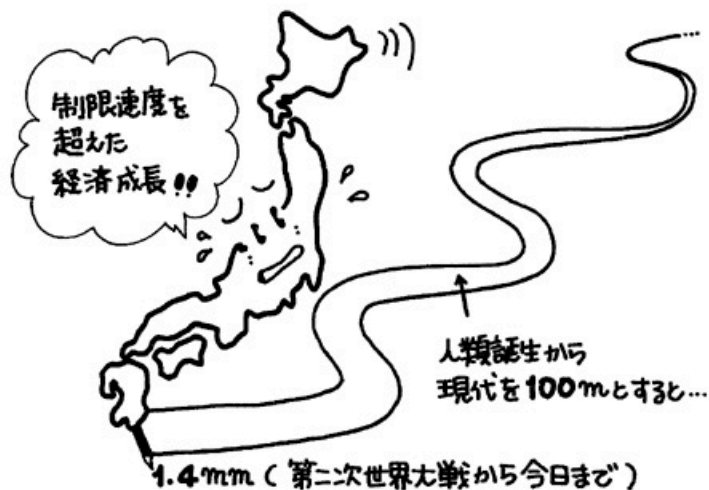 制限速度を
超えた
経済成長!!
人類誕生から
現代を100mとすると…
1.4mm(第二次世界大戦から今日まで)